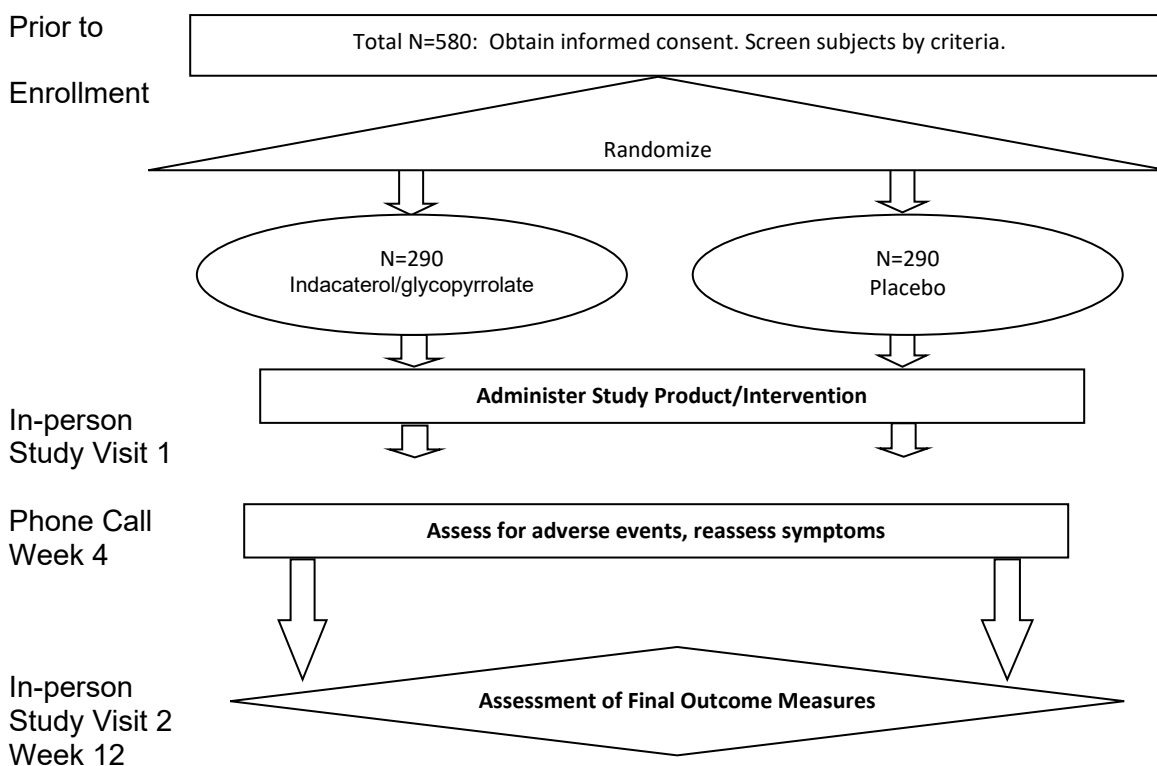 Prior to
Total N=580: Obtain informed consent. Screen subjects by criteria.
Enrollment
Randomize
N=290
Indacaterol/glycopyrrolate
N=290
Placebo
Administer Study Product/Intervention
In-person
Study Visit 1
Phone Call
Week 4
Assess for adverse events, reassess symptoms
In-person
Study Visit 2
Week 12
Assessment of Final Outcome Measures